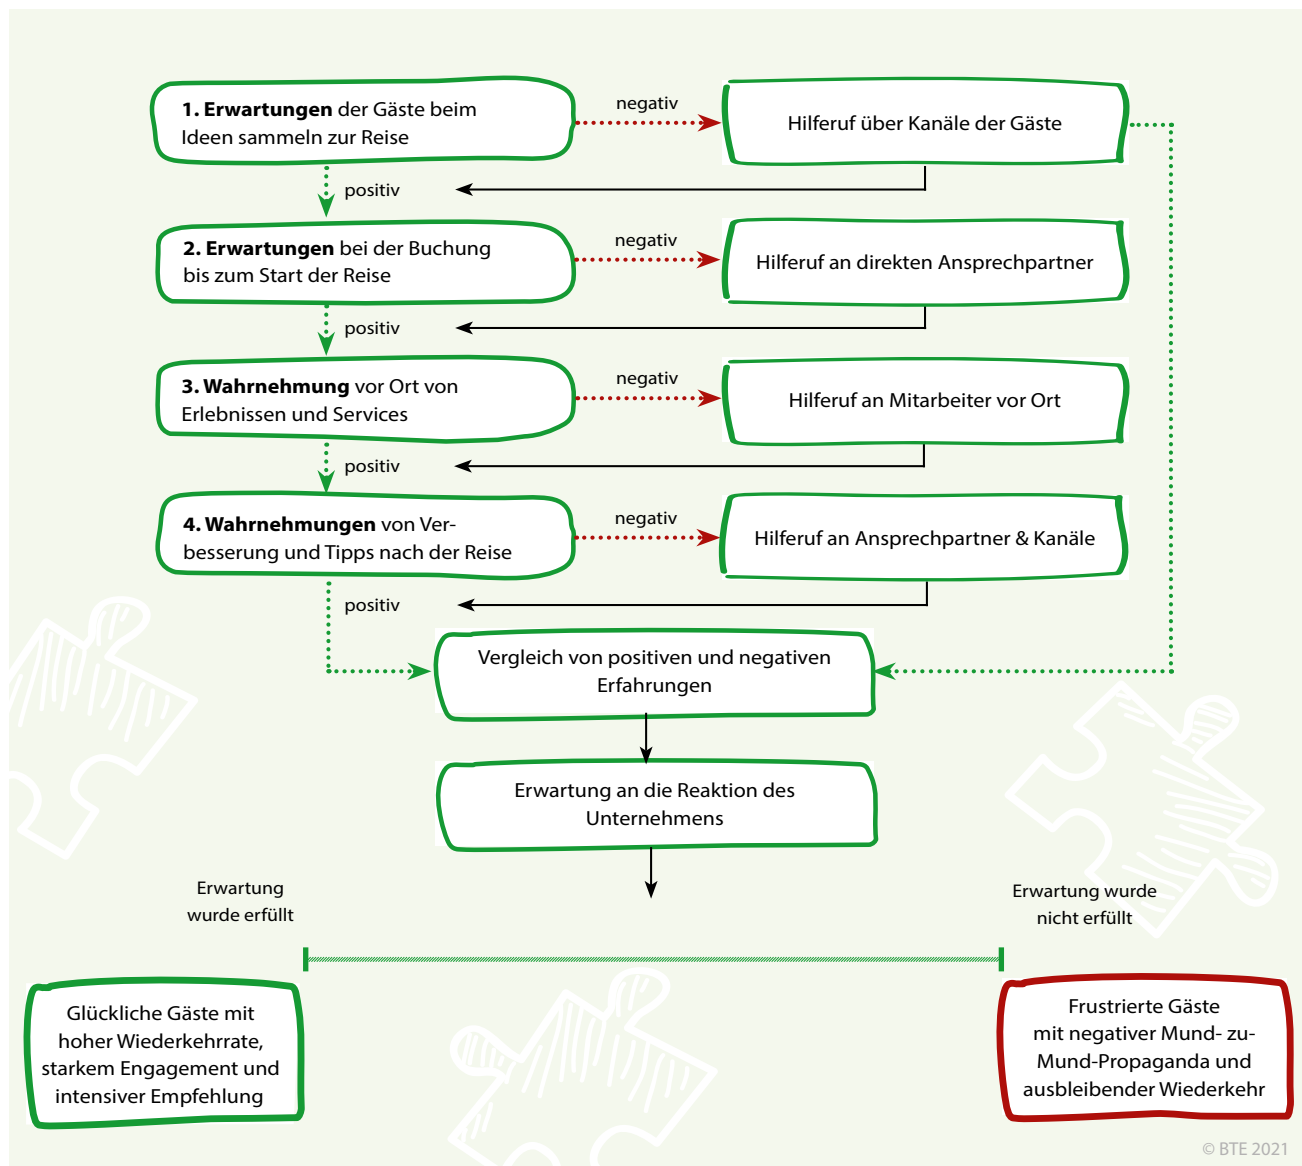 1. Erwartungen der Gäste beim
Ideen sammeln zur Reise
negativ
Hilferuf über Kanäle der Gäste
positiv
2. Erwartungen bei der Buchung
bis zum Start der Reise
negativ
Hilferuf an direkten Ansprechpartner
positiv
3. Wahrnehmung vor Ort von
Erlebnissen und Services
negativ
Hilferuf an Mitarbeiter vor Ort
positiv
4. Wahrnehmungen von Ver-
besserung und Tipps nach der Reise
negativ
Hilferuf an Ansprechpartner & Kanäle
positiv
Vergleich von positiven und negativen
Erfahrungen
Erwartung an die Reaktion des
Unternehmens
Erwartung
wurde erfüllt
Erwartung wurde
nicht erfüllt
Glückliche Gäste mit
hoher Wiederkehrrate,
starkem Engagement und
intensiver Empfehlung
Frustrierte Gäste
mit negativer Mund- zu-
Mund-Propaganda und
ausbleibender Wiederkehr
© BTE 2021